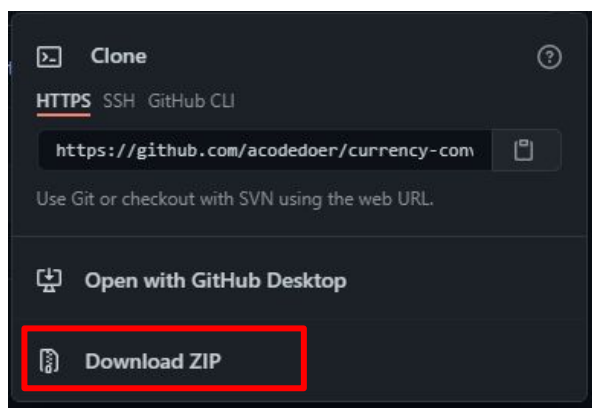 Clone
HTTPS SSH GitHub CLI
https://github.com/acodedoer/currency-con
Use Git or checkout with SVN using the web URL.
Open with GitHub Desktop
Download ZIP